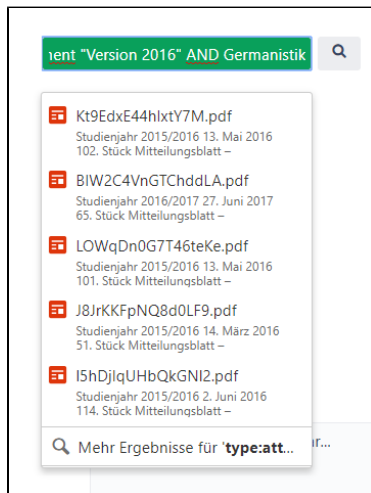 ment "Version 2016" AND Germanistik
Kt9EdxE44hIxtY7M.pdf
Studienjahr 2015/2016 13. Mai 2016
102. Stück Mitteilungsblatt –
BIW2C4VnGTChddLA.pdf
Studienjahr 2016/2017 27. Juni 2017
65. Stück Mitteilungsblatt –
LOWqDn0G7T46teKe.pdf
Studienjahr 2015/2016 13. Mai 2016
101. Stück Mitteilungsblatt –
J8JrKKFpNQ8d0LF9.pdf
Studienjahr 2015/2016 14. März 2016
51. Stück Mitteilungsblatt –
I5hDjlqUHbQkGNI2.pdf
Studienjahr 2015/2016 2. Juni 2016
114. Stück Mitteilungsblatt –
Mehr Ergebnisse für 'type:att...